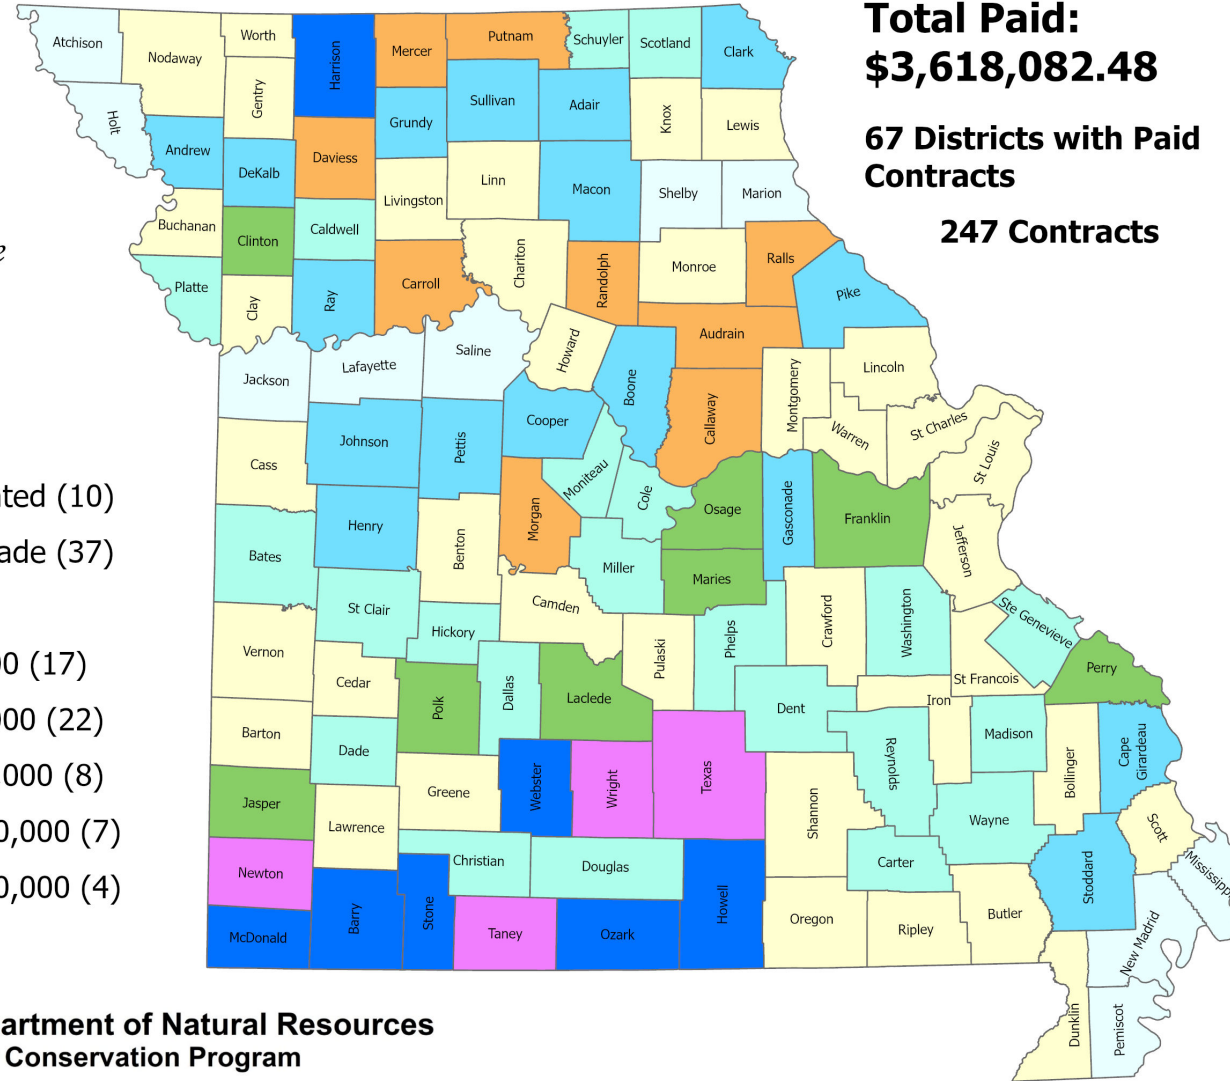 Total Paid:
$3,618,082.48
67 Districts with Paid
Contracts
247 Contracts
Atchison
Nodaway
Worth
Harrison
Mercer
Putnam
Schuyler
Scotland
Clark
Holt
Gentry
Grundy
Sullivan
Adair
Knox
Lewis
Andrew
DeKalb
Daviess
Livingston
Linn
Macon
Shelby
Marion
Buchanan
Clinton
Caldwell
Chariton
Randolph
Monroe
Ralls
Pike
Platte
Clay
Ray
Carroll
Audrain
Jackson
Lafayette
Saline
Howard
Boone
Callaway
Montgomery
Lincoln
Warren
St Charles
St Louis
Cass
Johnson
Pettis
Cooper
Moniteau
Cole
Osage
Gasconade
Franklin
Jefferson
Henry
Benton
Morgan
Bates
Miller
Maries
St Clair
Hickory
Camden
Pulaski
Phelps
Crawford
Washington
Ste Genevieve
St Francois
Perry
Vernon
Cedar
Polk
Dallas
Laclede
Dent
Iron
Madison
Bollinger
Cape
Girardeau
Barton
Dade
Greene
Webster
Wright
Texas
Reynolds
Shannon
Wayne
Scott
Mississipp
Jasper
Lawrence
Christian
Douglas
Carter
Stoddard
Newton
Barry
Stone
Taney
Ozark
Howell
Oregon
Ripley
Butler
New Madrid
McDonald
Dunklin
Pemiscot
e
ted (10)
ade (37)
00 (17)
000 (22)
000 (8)
0,000 (7)
0,000 (4)
artment of Natural Resources
Conservation Program